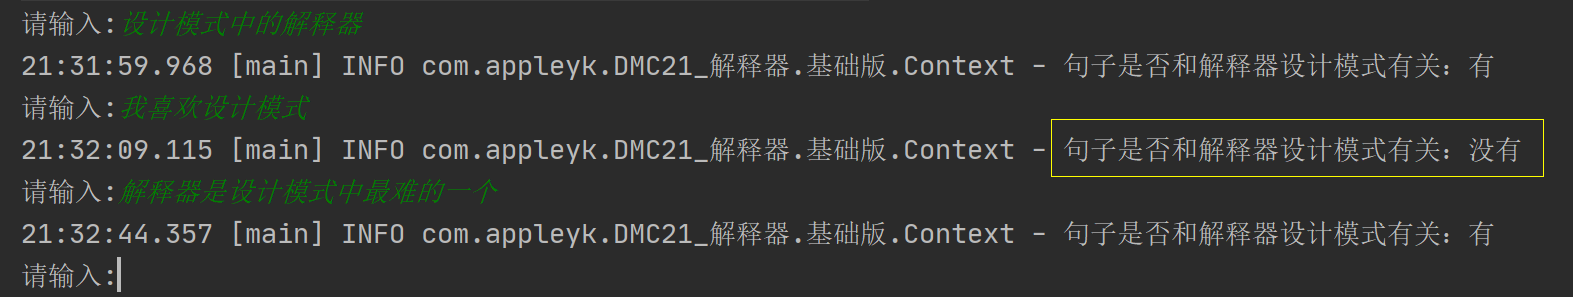 请输入:设计模式中的解释器
21:31:59.968 [main] INFO com.appleyk.DMC21_解释器.基础版.Context - 句子是否和解释器设计模式有关：有
请输入:我喜欢设计模式
21:32:09.115 [main] INFO com.appleyk.DMC21_解释器.基础版.Context - 句子是否和解释器设计模式有关：没有
请输入:解释器是设计模式中最难的一个
21:32:44.357 [main] INFO com.appleyk.DMC21_解释器.基础版.Context - 句子是否和解释器设计模式有关：有
请输入: